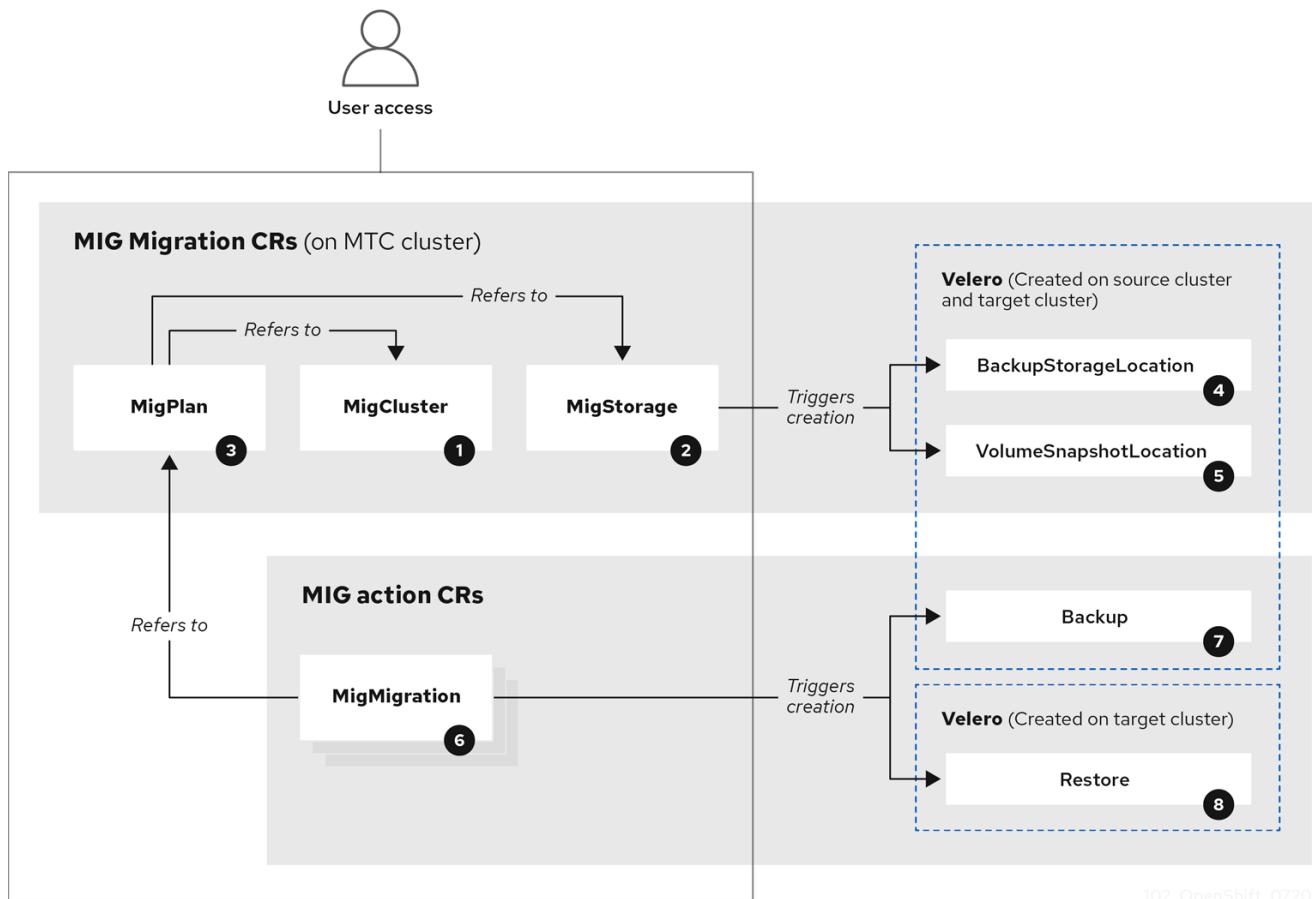 User access
MIG Migration CRs (on MTC cluster)
Refers to
Refers to
MigPlan
3
MigCluster
1
MigStorage
2
Triggers
creation
Velero (Created on source cluster
and target cluster)
BackupStorageLocation
4
VolumeSnapshotLocation
5
Refers to
MIG action CRs
MigMigration
6
Triggers
creation
Backup
7
Velero (Created on target cluster)
Restore
8
102_OpenShift_0720